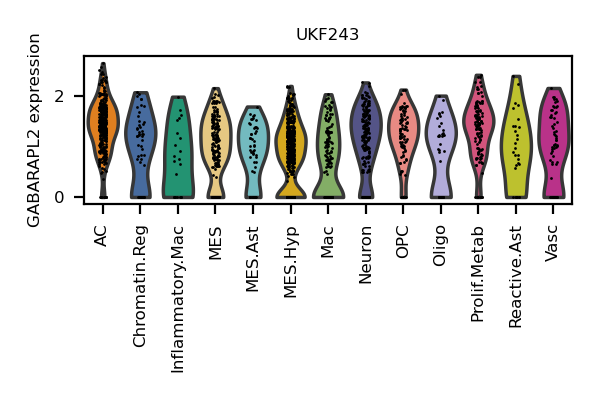 UKF243
GABARAPL2 expression
2
0
AC
Chromatin.Reg
Inflammatory.Mac
MES
MES.Ast
MES.Hyp
Mac
Neuron
OPC
Oligo
Prolif.Metab
Reactive.Ast
Vasc